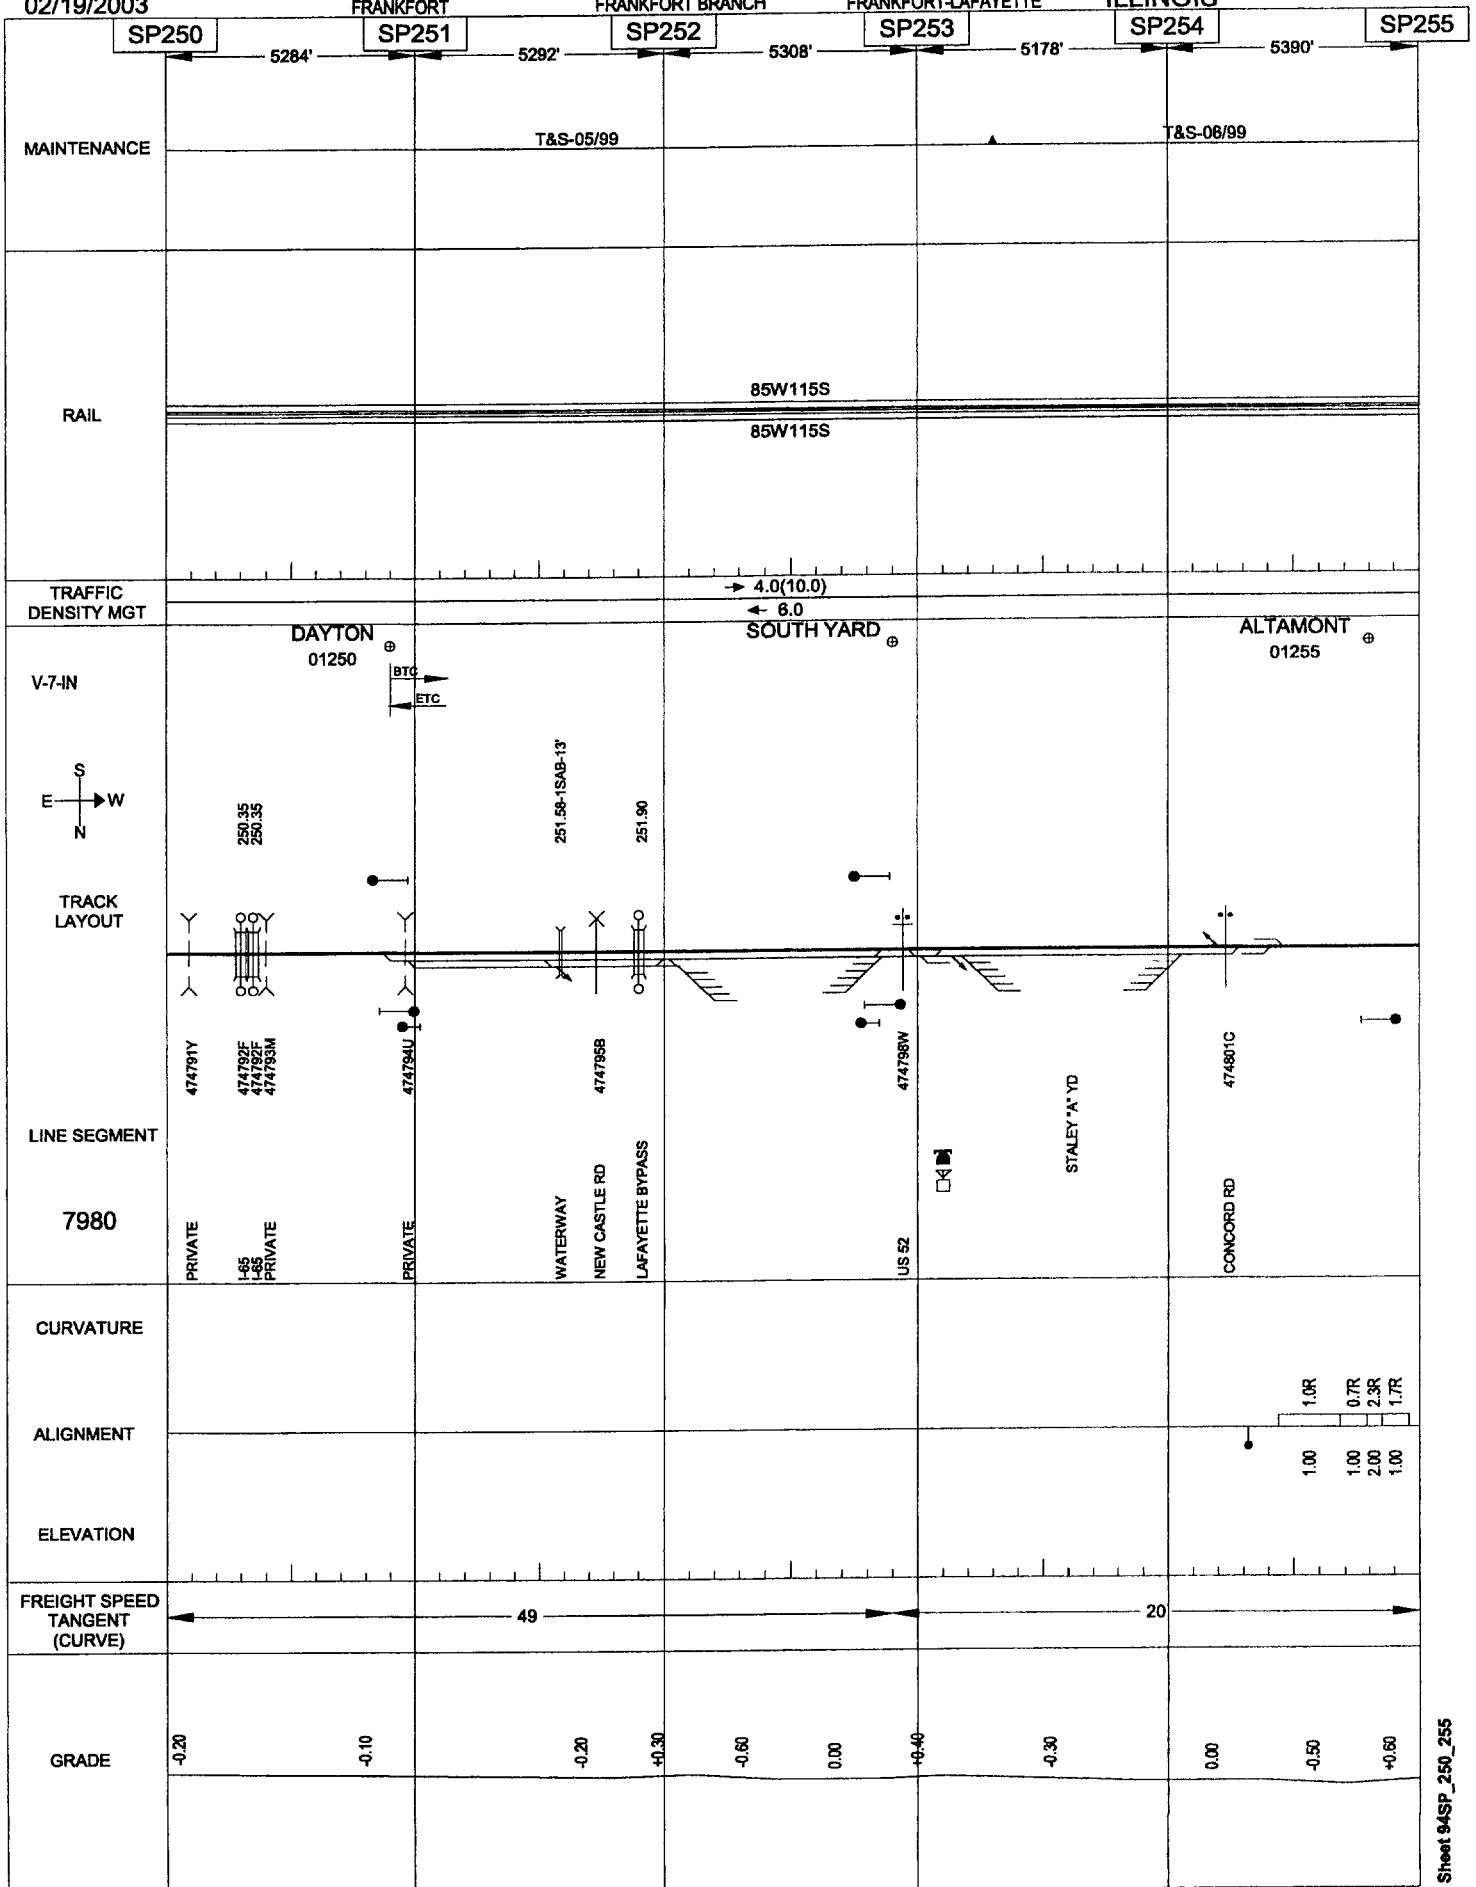 02/19/2003 FRANKFORT FRANKFORT BRANCH FRANKFORT-LAFAYETTE ILLINOIS
SP250 SP251 SP252 SP253 SP254 SP255
5284' 5292' 5308' 5178' 5390'
MAINTENANCE T&S-05/99 T&S-06/99
85W115S
RAIL
85W115S
TRAFFIC DENSITY MGT
4.0(10.0)
6.0
DAYTON SOUTH YARD ALTAMONT
01250 01255
V-7-IN
BTC
ETC
S
E W
N
250.35
250.35
251.58-1SAB-13'
251.90
TRACK
LAYOUT
474791Y
474792F
474792F
474793M
474794U
474795B
474798W
474801C
LINE SEGMENT
7980
PRIVATE
I-65
I-65
PRIVATE
PRIVATE
WATERWAY
NEW CASTLE RD
LAFAYETTE BYPASS
US 52
STALEY "A" YD
CONCORD RD
CURVATURE
1.0R 0.7R 2.3R 1.7R
ALIGNMENT
1.00 1.00 2.00 1.00
ELEVATION
FREIGHT SPEED
TANGENT
(CURVE)
49 20
GRADE
-0.20 -0.10 -0.20 +0.30 -0.60 0.00 +0.40 -0.30 0.00 -0.50 +0.60
Sheet 94SP_250_255